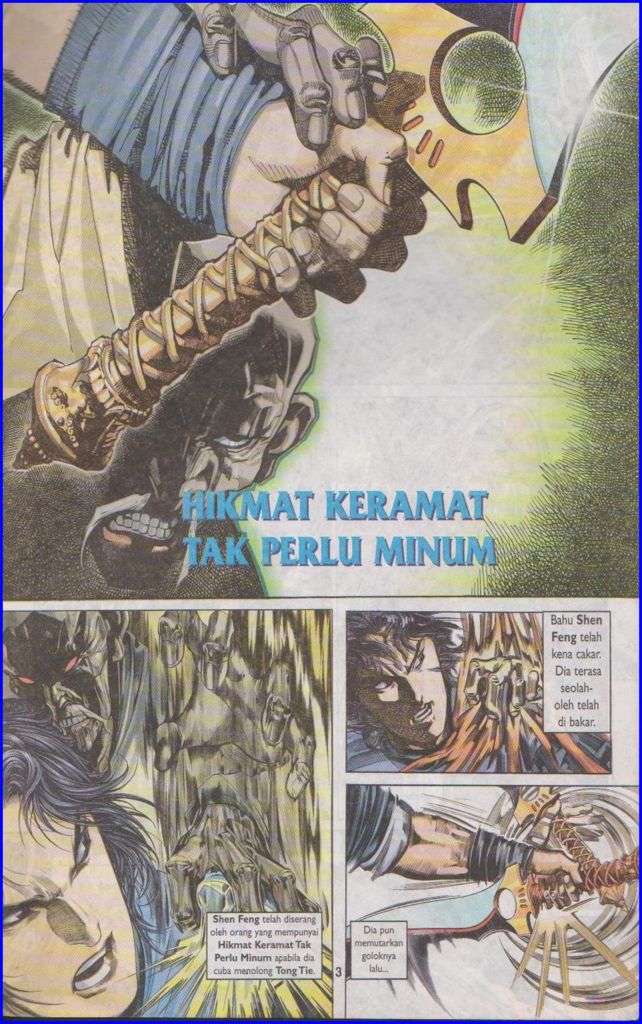 HIKMAT KERAMAT
TAK PERLU MINUM
Bahu Shen
Feng telah
kena cakar.
Dia terasa
seolah-
oleh telah
di bakar.
Shen Feng telah diserang
oleh orang yang mempunyai
Hikmat Keramat Tak
Perlu Minum apabila dia
cuba menolong Tong Tie.
Dia pun
memutarkan
goloknya
lalu...
3